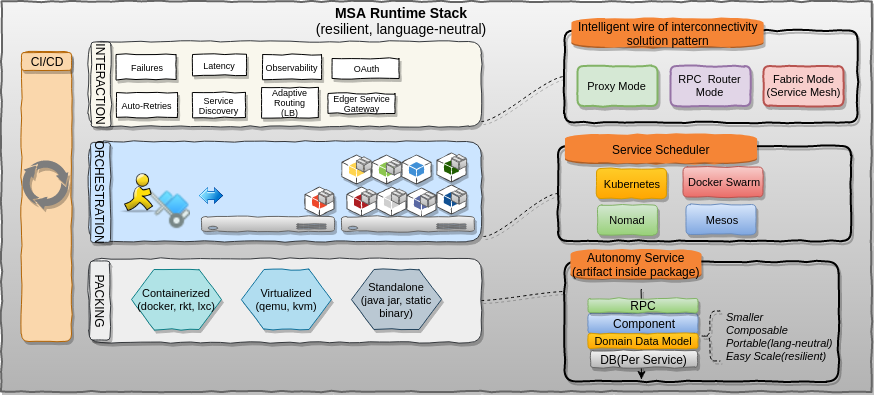 MSA Runtime Stack
(resilient, language-neutral)
CI/CD
INTERACTION
Failures
Latency
Observability
OAuth
Auto-Retries
Service
Discovery
Adaptive
Routing
(LB)
Edger Service
Gateway
ORCHESTRATION
PACKING
Containerized
(docker, rkt, lxc)
Virtualized
(qemu, kvm)
Standalone
(java jar, static
binary)
Intelligent wire of interconnectivity
solution pattern
Proxy Mode
RPC Router
Mode
Fabric Mode
(Service Mesh)
Service Scheduler
Kubernetes
Docker Swarm
Nomad
Mesos
Autonomy Service
(artifact inside package)
RPC
Component
Domain Data Model
DB(Per Service)
Smaller
Composable
Portable(lang-neutral)
Easy Scale(resilient)